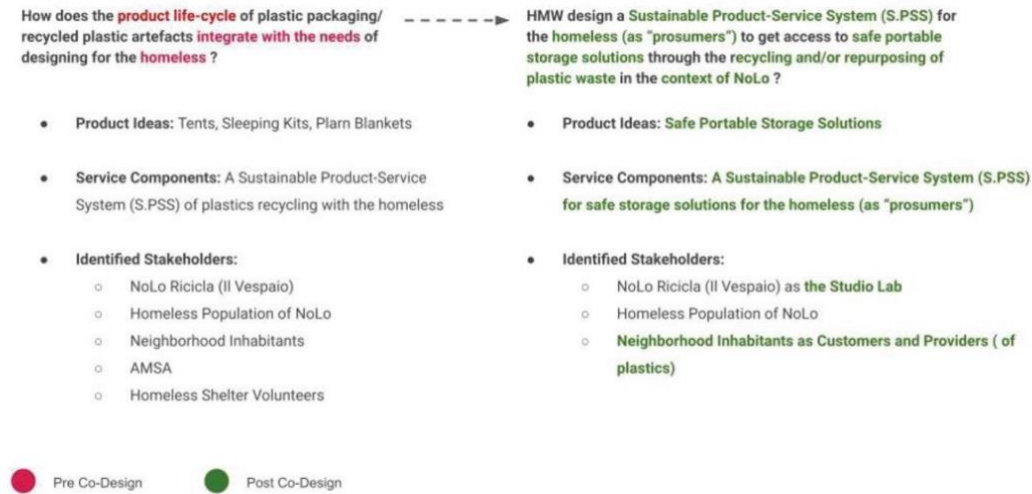 How does the product life-cycle of plastic packaging/
recycled plastic artefacts integrate with the needs of
designing for the homeless ?
• Product Ideas: Tents, Sleeping Kits, Plarn Blankets
• Service Components: A Sustainable Product-Service
System (S.PSS) of plastics recycling with the homeless
• Identified Stakeholders:
○ NoLo Ricicla (Il Vespaio)
○ Homeless Population of NoLo
○ Neighborhood Inhabitants
○ AMSA
○ Homeless Shelter Volunteers
HMW design a Sustainable Product-Service System (S.PSS) for
the homeless (as “prosumers”) to get access to safe portable
storage solutions through the recycling and/or repurposing of
plastic waste in the context of NoLo ?
• Product Ideas: Safe Portable Storage Solutions
• Service Components: A Sustainable Product-Service System (S.PSS)
for safe storage solutions for the homeless (as “prosumers”)
• Identified Stakeholders:
○ NoLo Ricicla (Il Vespaio) as the Studio Lab
○ Homeless Population of NoLo
○ Neighborhood Inhabitants as Customers and Providers ( of
plastics)
Pre Co-Design
Post Co-Design